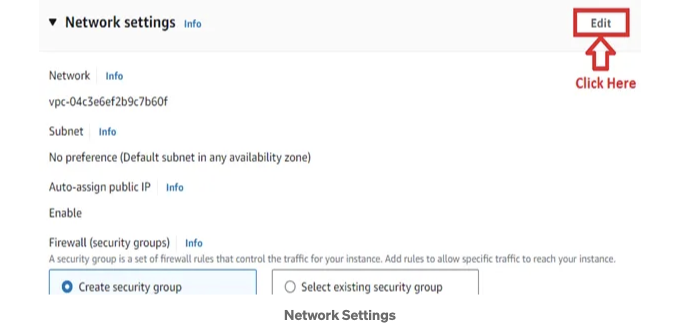 ▼ Network settings Info
Edit
Click Here
Network Info
vpc-04c3e6ef2b9c7b60f
Subnet Info
No preference (Default subnet in any availability zone)
Auto-assign public IP Info
Enable
Firewall (security groups) Info
A security group is a set of firewall rules that control the traffic for your instance. Add rules to allow specific traffic to reach your instance.
Create security group
Select existing security group
Network Settings